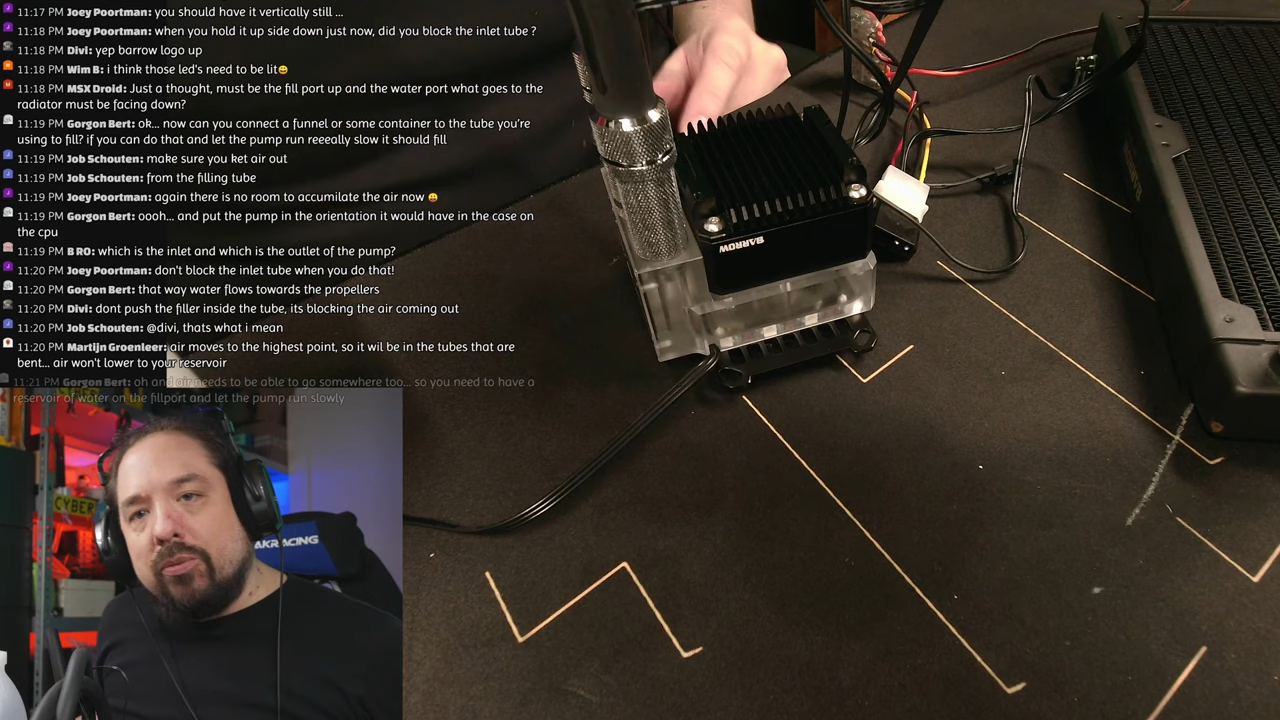 11:17 PM Joey Poortman: you should have it vertically still ...
11:18 PM Joey Poortman: when you hold it up side down just now, did you block the inlet tube ?
11:18 PM Divi: yep barrow logo up
11:18 PM Wim B: i think those led's need to be lit😀
11:18 PM MSX Droid: Just a thought, must be the fill port up and the water port what goes to the
radiator must be facing down?
11:19 PM Gorgon Bert: ok... now can you connect a funnel or some container to the tube you're
using to fill? if you can do that and let the pump run reeeally slow it should fill
11:19 PM Job Schouten: make sure you ket air out
11:19 PM Job Schouten: from the filling tube
11:19 PM Joey Poortman: again there is no room to accumilate the air now 😛
11:19 PM Gorgon Bert: oooh... and put the pump in the orientation it would have in the case on
the cpu
11:19 PM B RO: which is the inlet and which is the outlet of the pump?
11:20 PM Joey Poortman: don't block the inlet tube when you do that!
11:20 PM Gorgon Bert: that way water flows towards the propellers
11:20 PM Divi: dont push the filler inside the tube, its blocking the air coming out
11:20 PM Job Schouten: @divi, thats what i mean
11:20 PM Martijn Groenleer: air moves to the highest point, so it wil be in the tubes that are
bent... air won't lower to your reservoir
11:21 PM Gorgon Bert: oh and air needs to be able to go somewhere too... so you need to have a
reservoir of water on the fillport and let the pump run slowly
BARROW
CYBER
AKRACING